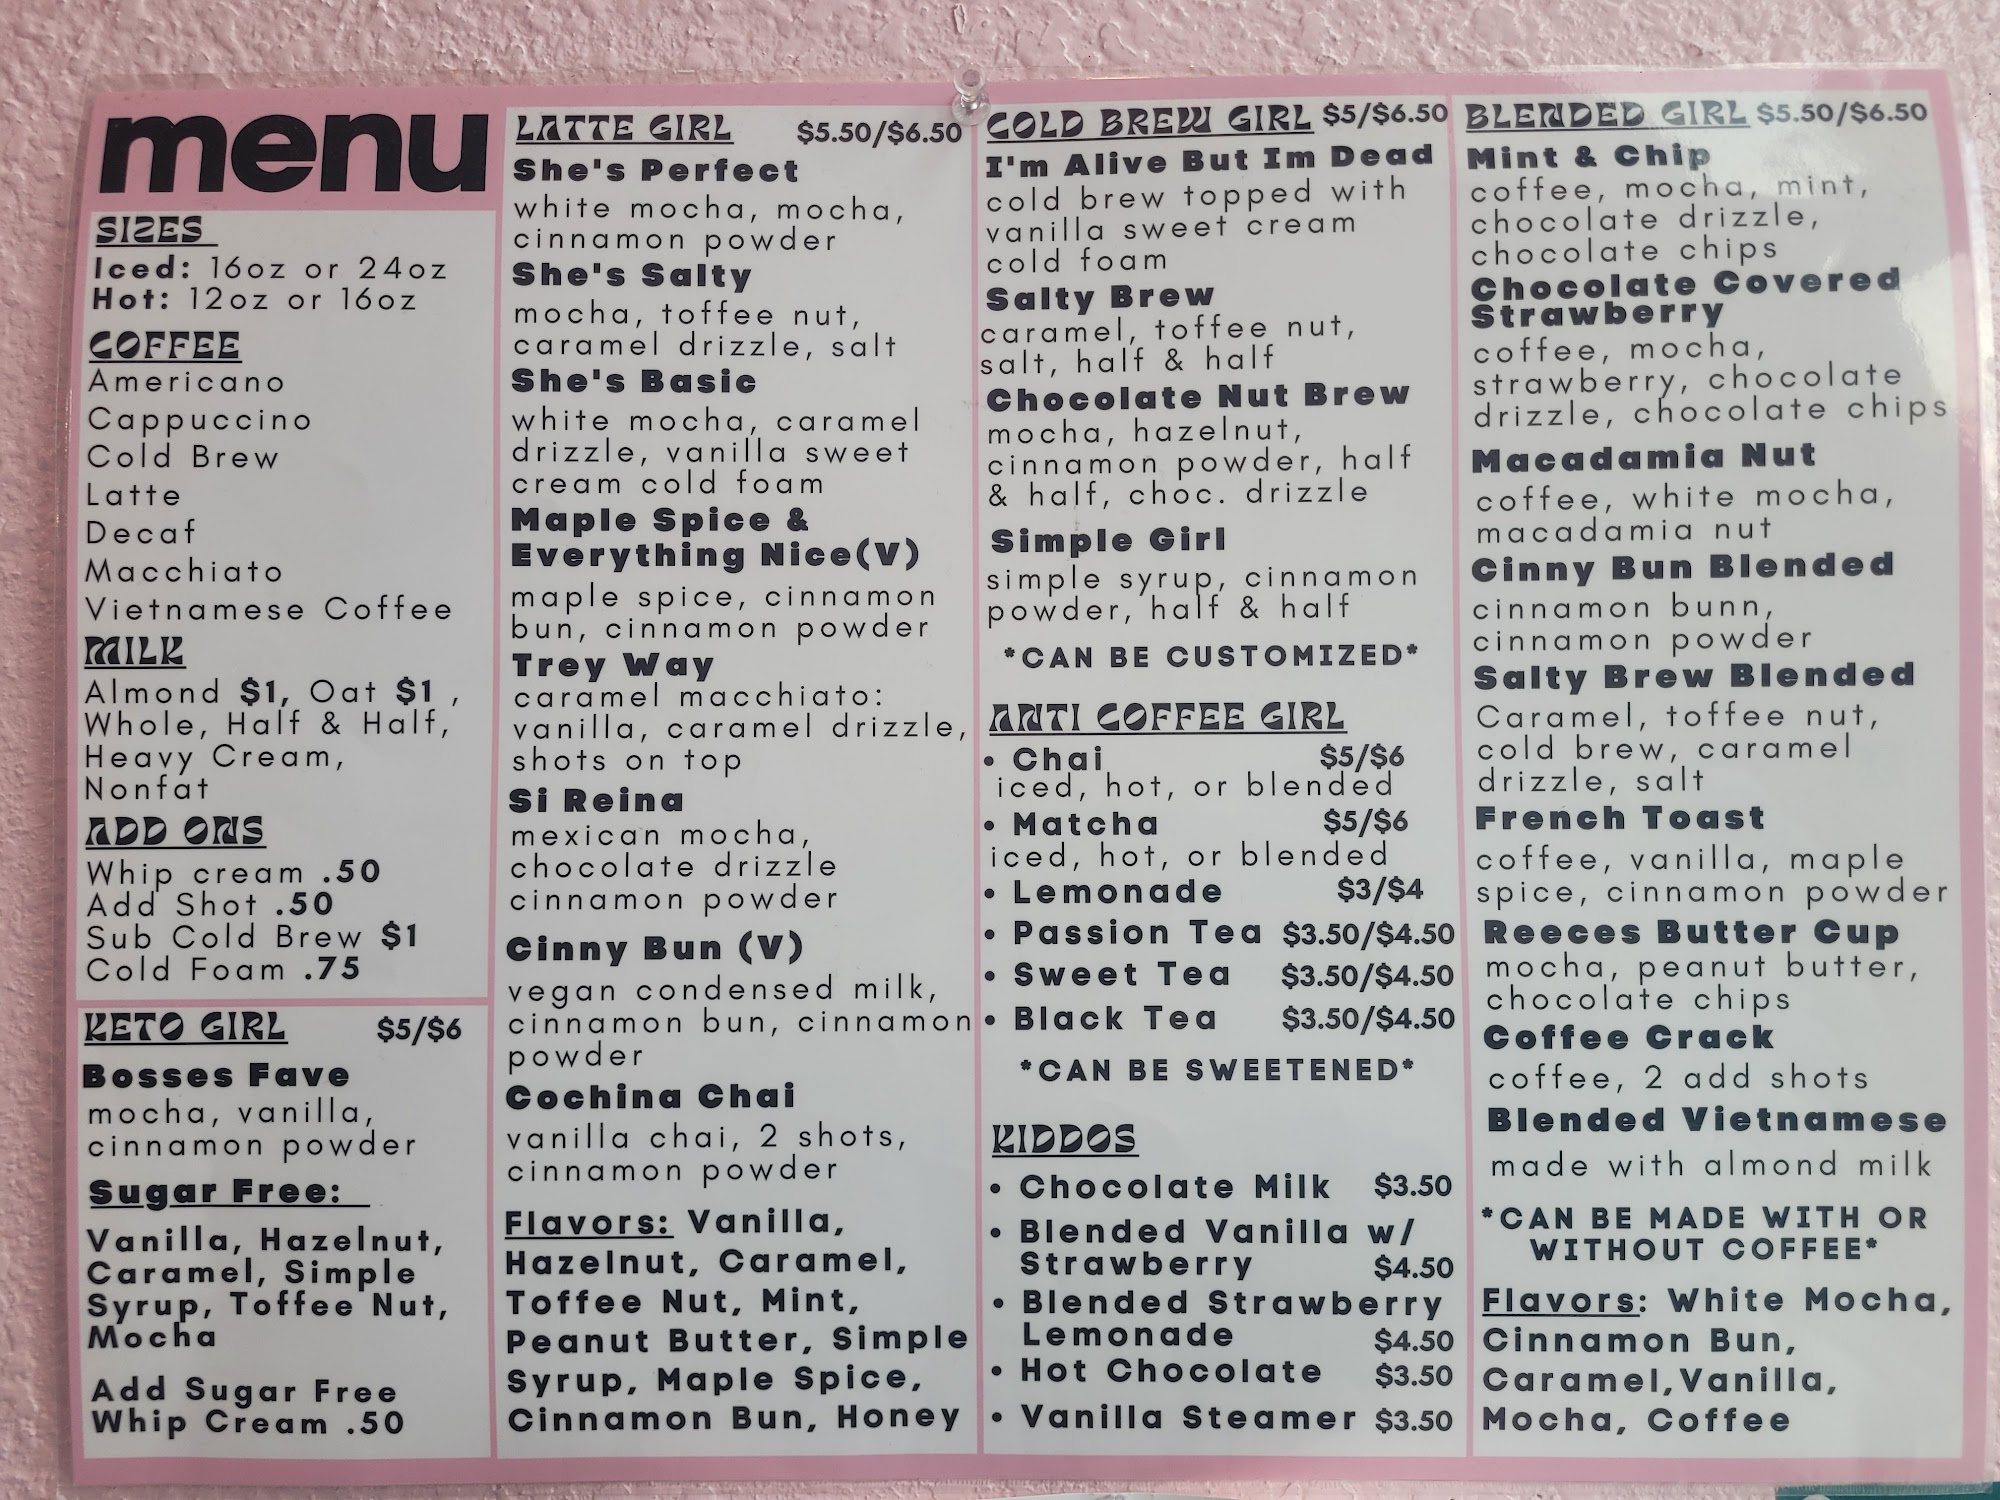 menu
SIZES
Iced: 16oz or 24oz
Hot: 12oz or 16oz
COFFEE
Americano
Cappuccino
Cold Brew
Latte
Decaf
Macchiato
Vietnamese Coffee
MILK
Almond $1, Oat $1 ,
Whole, Half & Half,
Heavy Cream,
Nonfat
ADD ONS
Whip cream .50
Add Shot .50
Sub Cold Brew $1
Cold Foam .75
KETO GIRL $5/$6
Bosses Fave
mocha, vanilla,
cinnamon powder
Sugar Free:
Vanilla, Hazelnut,
Caramel, Simple
Syrup, Toffee Nut,
Mocha
Add Sugar Free
Whip Cream .50
LATTE GIRL $5.50/$6.50
She's Perfect
white mocha, mocha,
cinnamon powder
She's Salty
mocha, toffee nut,
caramel drizzle, salt
She's Basic
white mocha, caramel
drizzle, vanilla sweet
cream cold foam
Maple Spice &
Everything Nice(V)
maple spice, cinnamon
bun, cinnamon powder
Trey Way
caramel macchiato:
vanilla, caramel drizzle,
shots on top
Si Reina
mexican mocha,
chocolate drizzle
cinnamon powder
Cinny Bun (V)
vegan condensed milk,
cinnamon bun, cinnamon
powder
Cochina Chai
vanilla chai, 2 shots,
cinnamon powder
Flavors: Vanilla,
Hazelnut, Caramel,
Toffee Nut, Mint,
Peanut Butter, Simple
Syrup, Maple Spice,
Cinnamon Bun, Honey
COLD BREW GIRL $5/$6.50
I'm Alive But Im Dead
cold brew topped with
vanilla sweet cream
cold foam
Salty Brew
caramel, toffee nut,
salt, half & half
Chocolate Nut Brew
mocha, hazelnut,
cinnamon powder, half
& half, choc. drizzle
Simple Girl
simple syrup, cinnamon
powder, half & half
*CAN BE CUSTOMIZED*
ANTI COFFEE GIRL
• Chai $5/$6
iced, hot, or blended
• Matcha $5/$6
iced, hot, or blended
• Lemonade $3/$4
• Passion Tea $3.50/$4.50
• Sweet Tea $3.50/$4.50
• Black Tea $3.50/$4.50
*CAN BE SWEETENED*
KIDDOS
• Chocolate Milk $3.50
• Blended Vanilla w/
Strawberry $4.50
• Blended Strawberry
Lemonade $4.50
• Hot Chocolate $3.50
• Vanilla Steamer $3.50
BLENDED GIRL $5.50/$6.50
Mint & Chip
coffee, mocha, mint,
chocolate drizzle,
chocolate chips
Chocolate Covered
Strawberry
coffee, mocha,
strawberry, chocolate
drizzle, chocolate chips
Macadamia Nut
coffee, white mocha,
macadamia nut
Cinny Bun Blended
cinnamon bunn,
cinnamon powder
Salty Brew Blended
Caramel, toffee nut,
cold brew, caramel
drizzle, salt
French Toast
coffee, vanilla, maple
spice, cinnamon powder
Reeces Butter Cup
mocha, peanut butter,
chocolate chips
Coffee Crack
coffee, 2 add shots
Blended Vietnamese
made with almond milk
*CAN BE MADE WITH OR
WITHOUT COFFEE*
Flavors: White Mocha,
Cinnamon Bun,
Caramel,Vanilla,
Mocha, Coffee